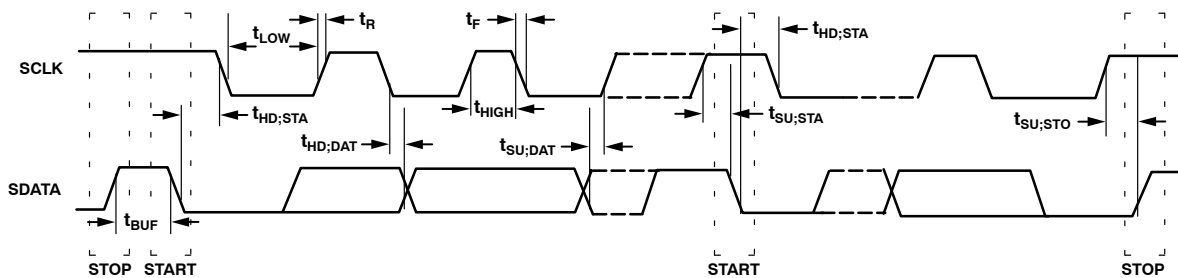 tR
tF
tLOW
tHD;STA
SCLK
tHD;STA
tHIGH
tSU;STA
tSU;STO
tHD;DAT
tSU;DAT
SDATA
tBUF
STOP START START STOP